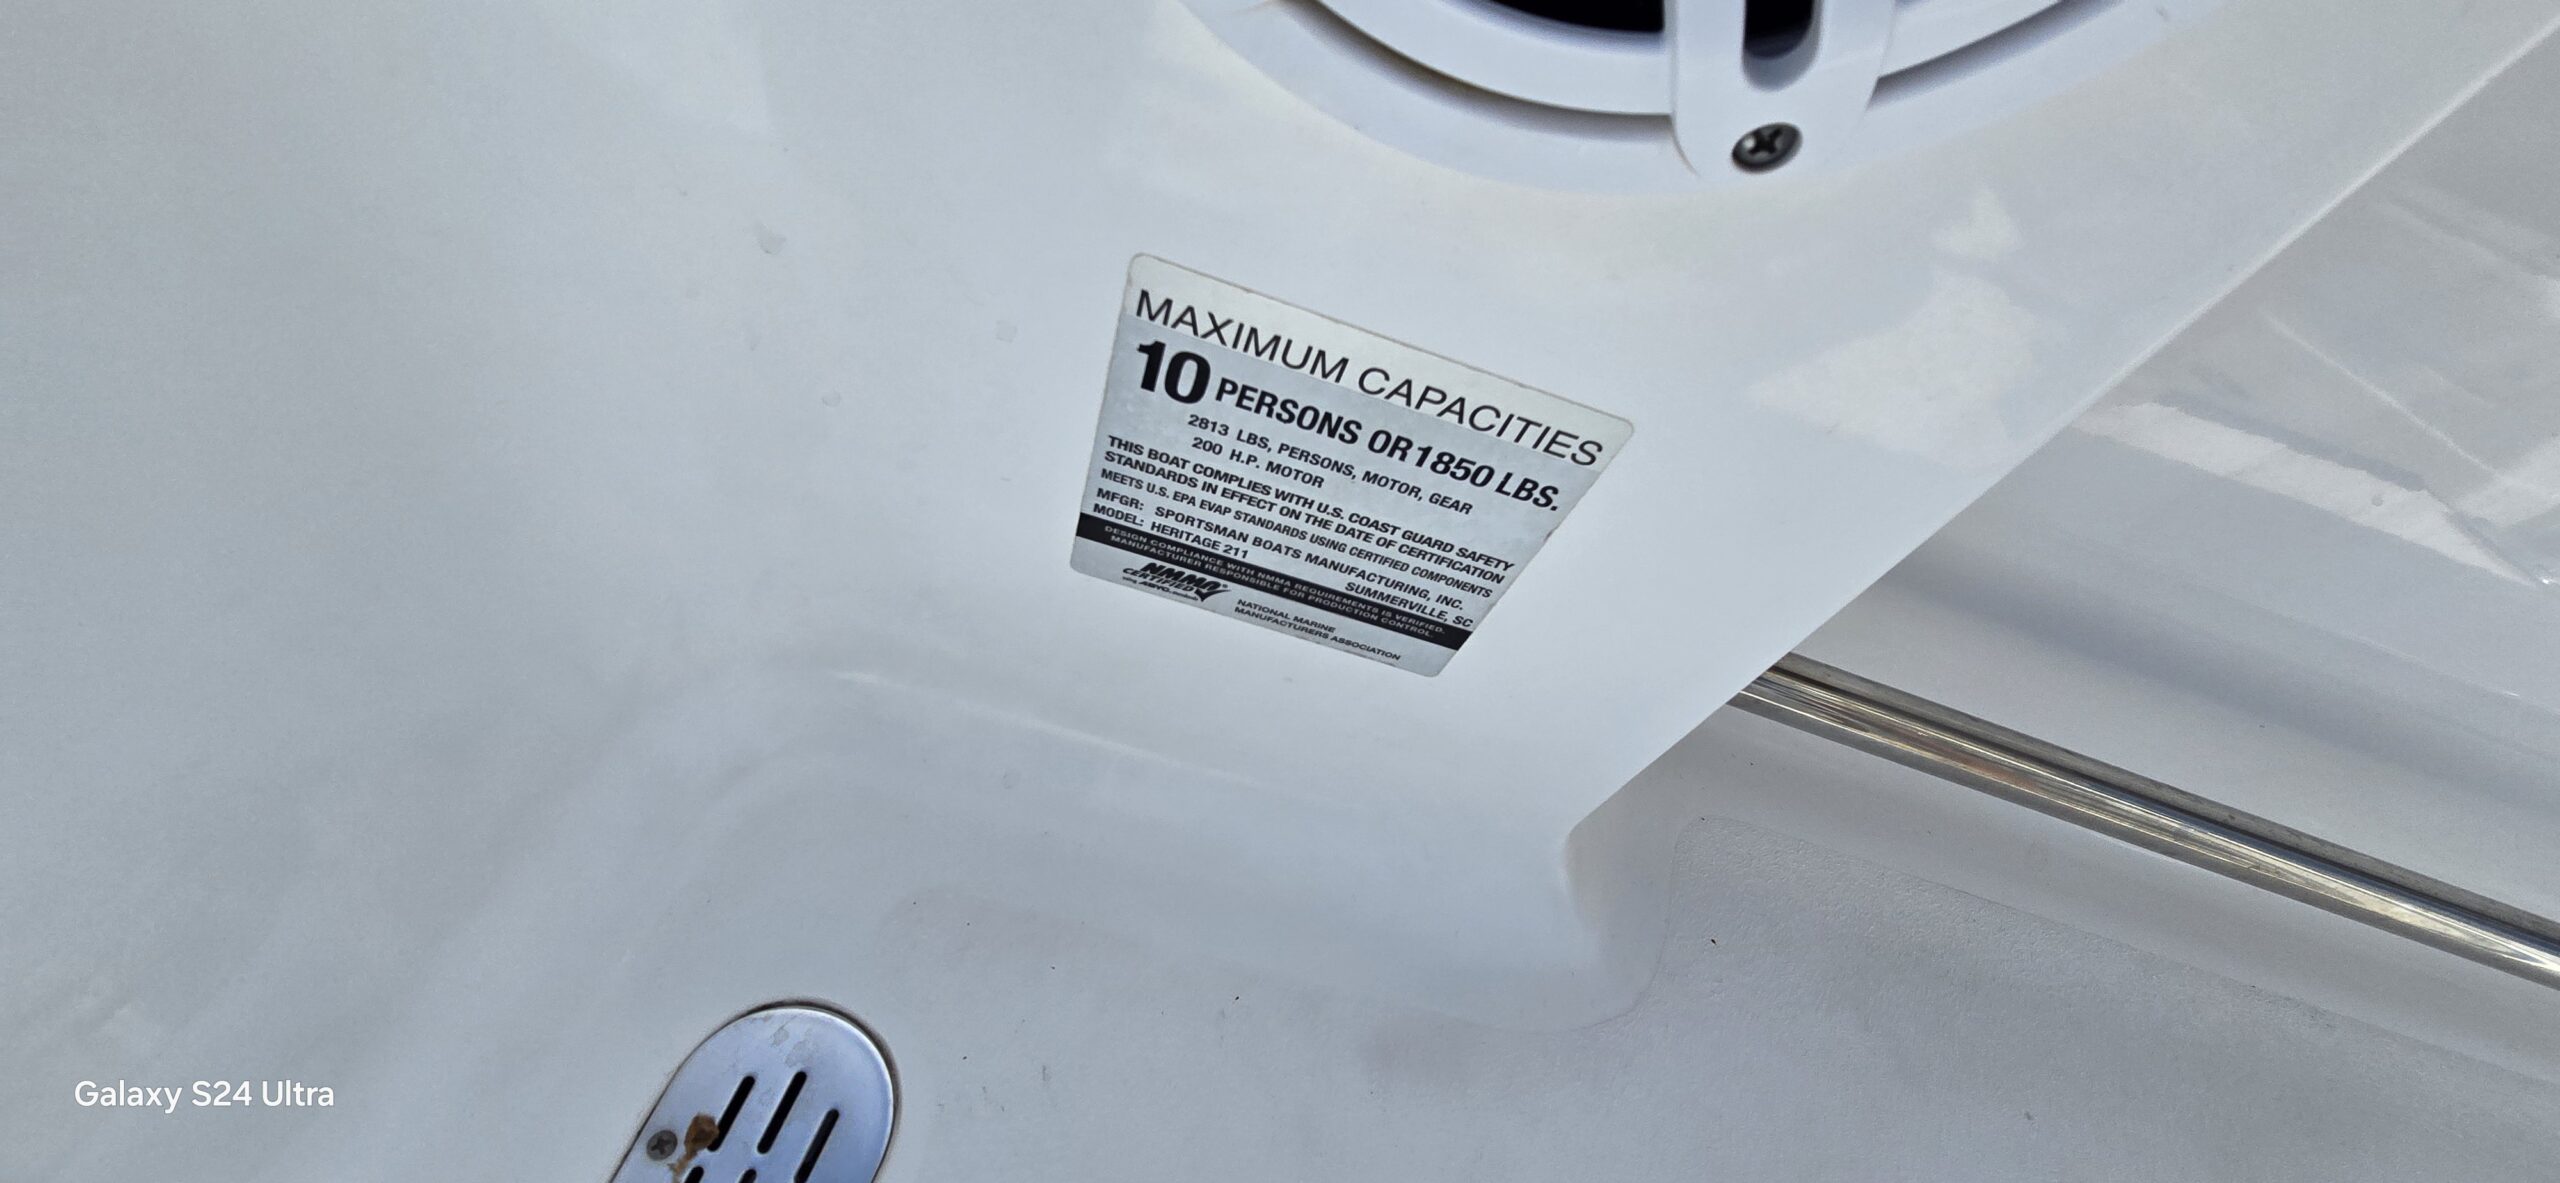 MAXIMUM CAPACITIES
10 PERSONS OR 1850 LBS.
2813 LBS, PERSONS, MOTOR, GEAR
200 H.P. MOTOR
THIS BOAT COMPLIES WITH U.S. COAST GUARD SAFETY
STANDARDS IN EFFECT ON THE DATE OF CERTIFICATION
MEETS U.S. EPA EVAP STANDARDS USING CERTIFIED COMPONENTS
MFGR: SPORTSMAN BOATS MANUFACTURING, INC.
SUMMERVILLE, SC
MODEL: HERITAGE 211
DESIGN COMPLIANCE WITH NMMA REQUIREMENTS IS VERIFIED.
MANUFACTURER RESPONSIBLE FOR PRODUCTION CONTROL.
NMMA®
CERTIFIED
NATIONAL MARINE
MANUFACTURERS ASSOCIATION
Galaxy S24 Ultra